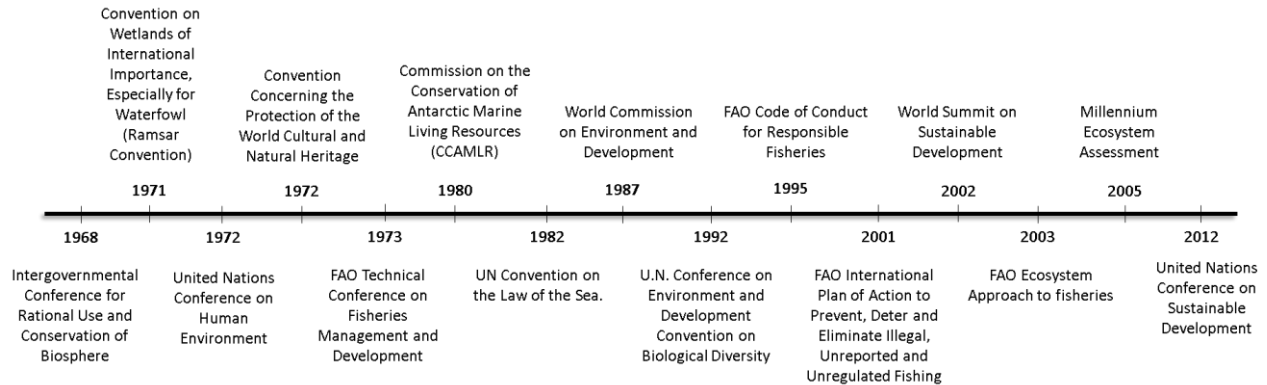 Convention on
Wetlands of
International
Importance,
Especially for
Waterfowl
(Ramsar
Convention)
Convention
Concerning the
Protection of the
World Cultural and
Natural Heritage
Commission on the
Conservation of
Antarctic Marine
Living Resources
(CCAMLR)
World Commission
on Environment and
Development
FAO Code of Conduct
for Responsible
Fisheries
World Summit on
Sustainable
Development
Millennium
Ecosystem
Assessment
1971
1972
1980
1987
1995
2002
2005
1968
1972
1973
1982
1992
2001
2003
2012
Intergovernmental
Conference for
Rational Use and
Conservation of
Biosphere
United Nations
Conference on
Human
Environment
FAO Technical
Conference on
Fisheries
Management and
Development
UN Convention on
the Law of the Sea.
U.N. Conference on
Environment and
Development
Convention on
Biological Diversity
FAO International
Plan of Action to
Prevent, Deter and
Eliminate Illegal,
Unreported and
Unregulated Fishing
FAO Ecosystem
Approach to fisheries
United Nations
Conference on
Sustainable
Development